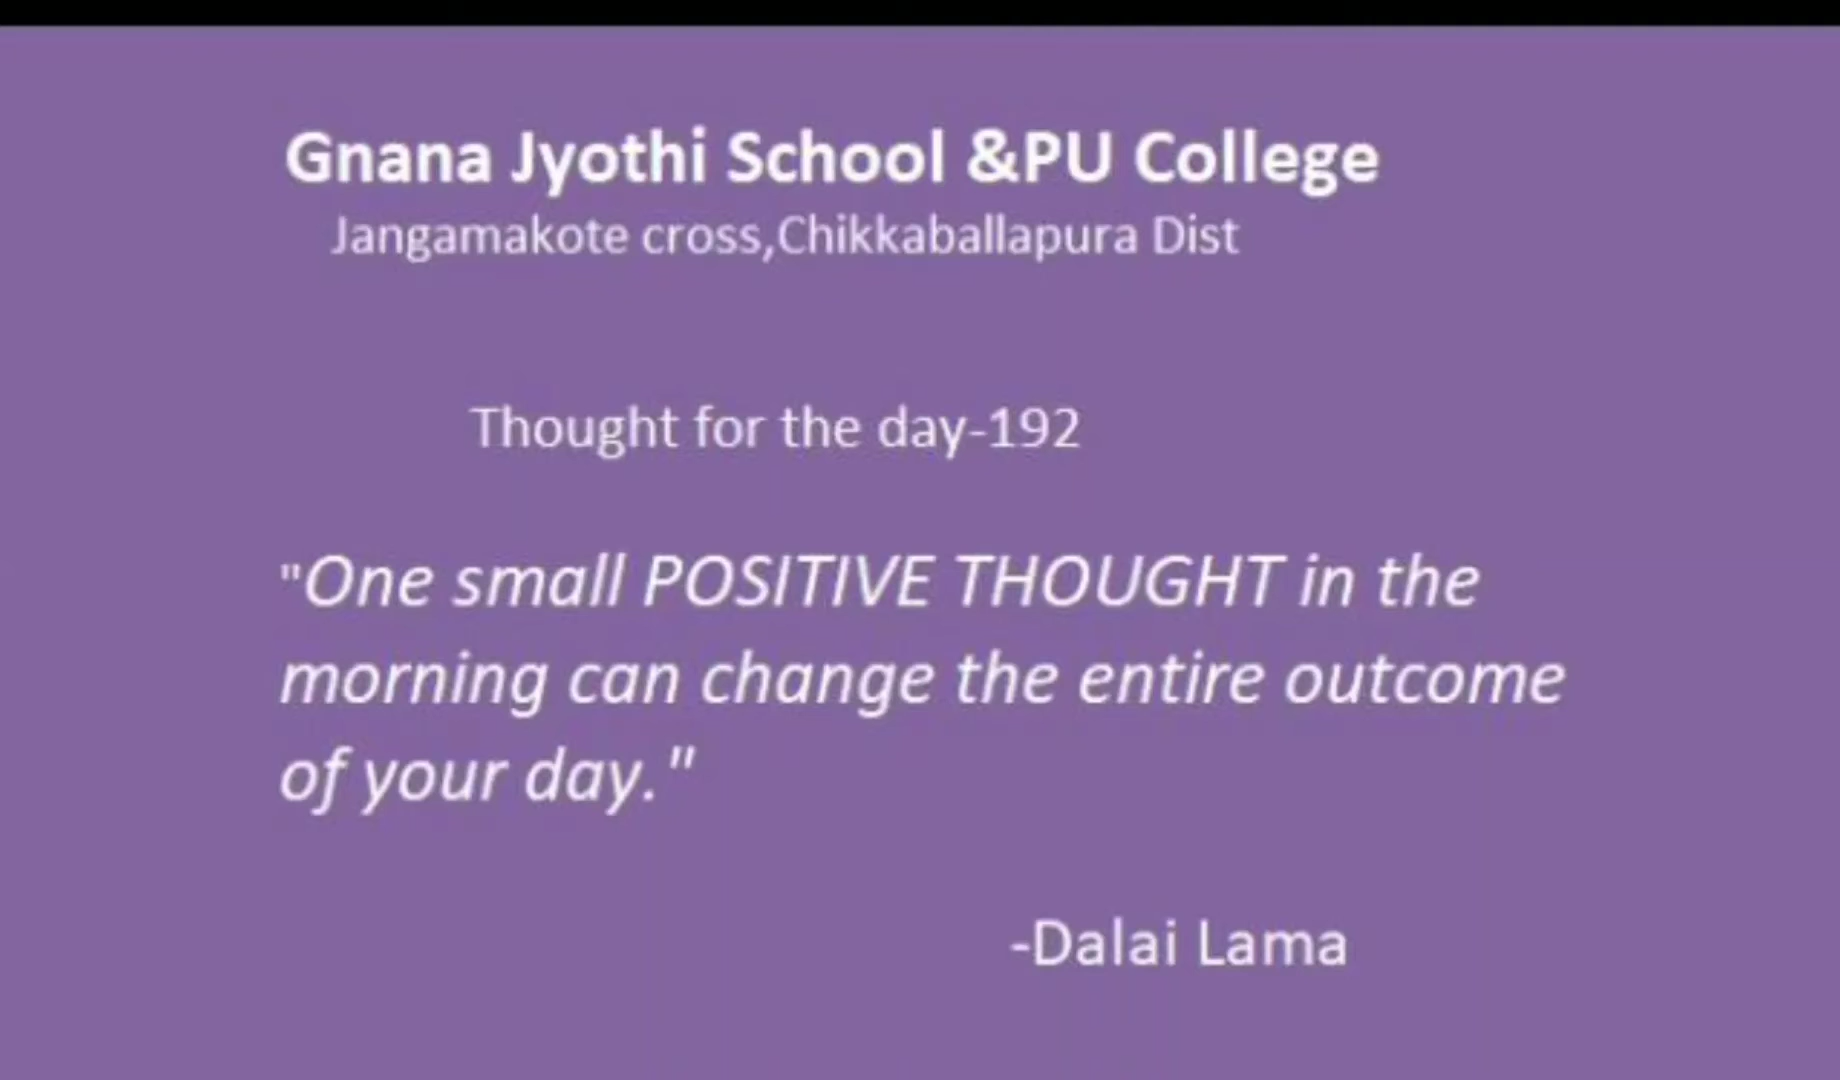 Gnana Jyothi School &PU College
Jangamakote cross,Chikkaballapura Dist
Thought for the day-192
"One small POSITIVE THOUGHT in the
morning can change the entire outcome
of your day."
-Dalai Lama